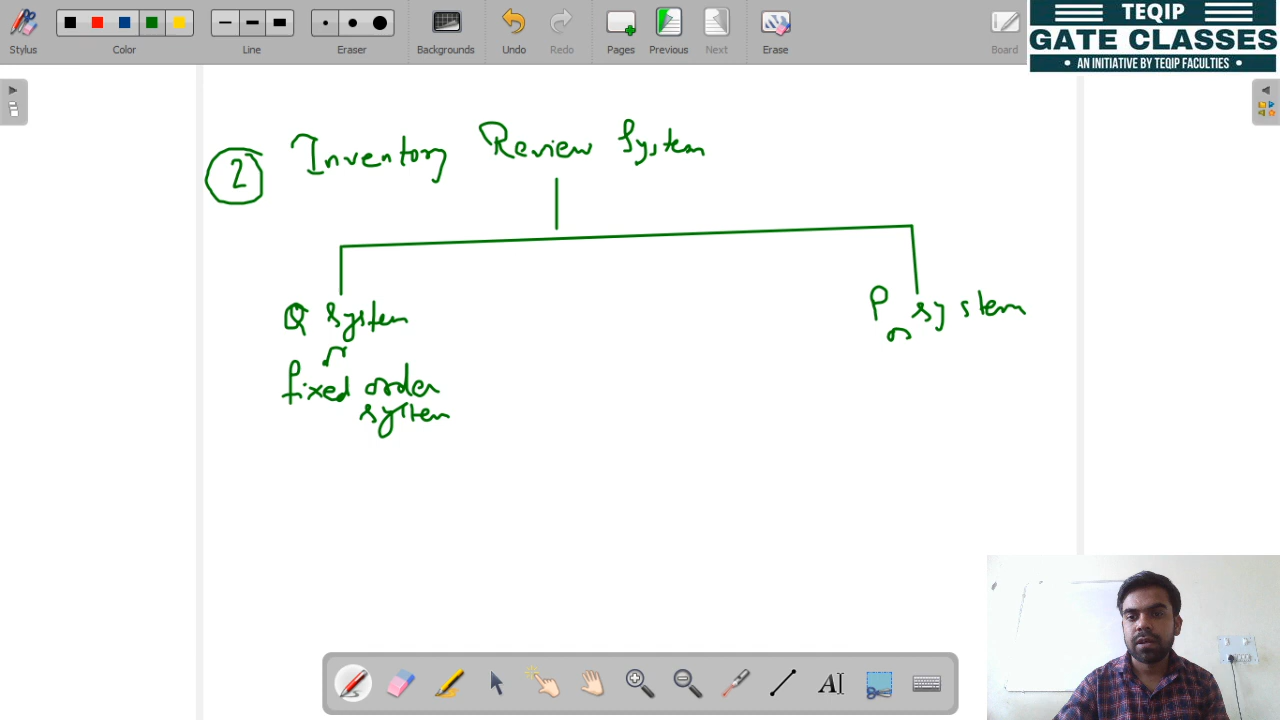 Stylus
Color
Line
Eraser
Backgrounds
Undo
Redo
Pages
Previous
Next
Erase
Board
TEQIP
GATE CLASSES
• AN INITIATIVE BY TEQIP FACULTIES •
2 Inventory Review System
Q System
or
fixed order
system
P system
or
AI